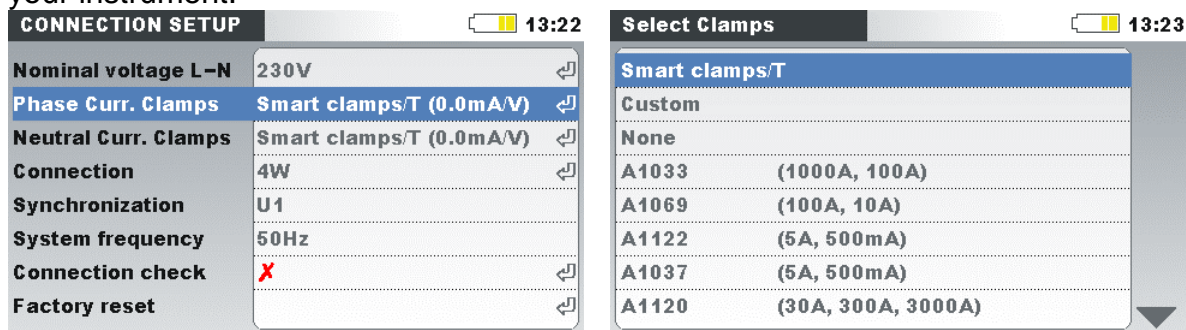 your instrument.
CONNECTION SETUP 13:22
Nominal voltage L-N 230V
Phase Curr. Clamps Smart clamps/T (0.0mA/V)
Neutral Curr. Clamps Smart clamps/T (0.0mA/V)
Connection 4W
Synchronization U1
System frequency 50Hz
Connection check ✗
Factory reset
Select Clamps 13:23
Smart clamps/T
Custom
None
A1033 (1000A, 100A)
A1069 (100A, 10A)
A1122 (5A, 500mA)
A1037 (5A, 500mA)
A1120 (30A, 300A, 3000A)